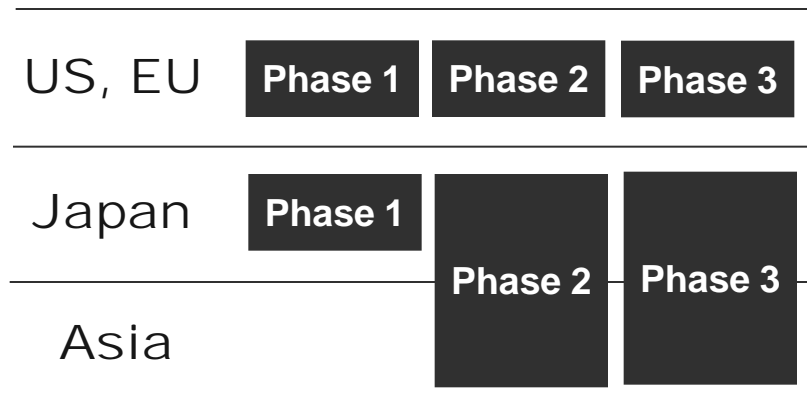 US, EU Phase 1 Phase 2 Phase 3
Japan Phase 1
Phase 2 Phase 3
Asia